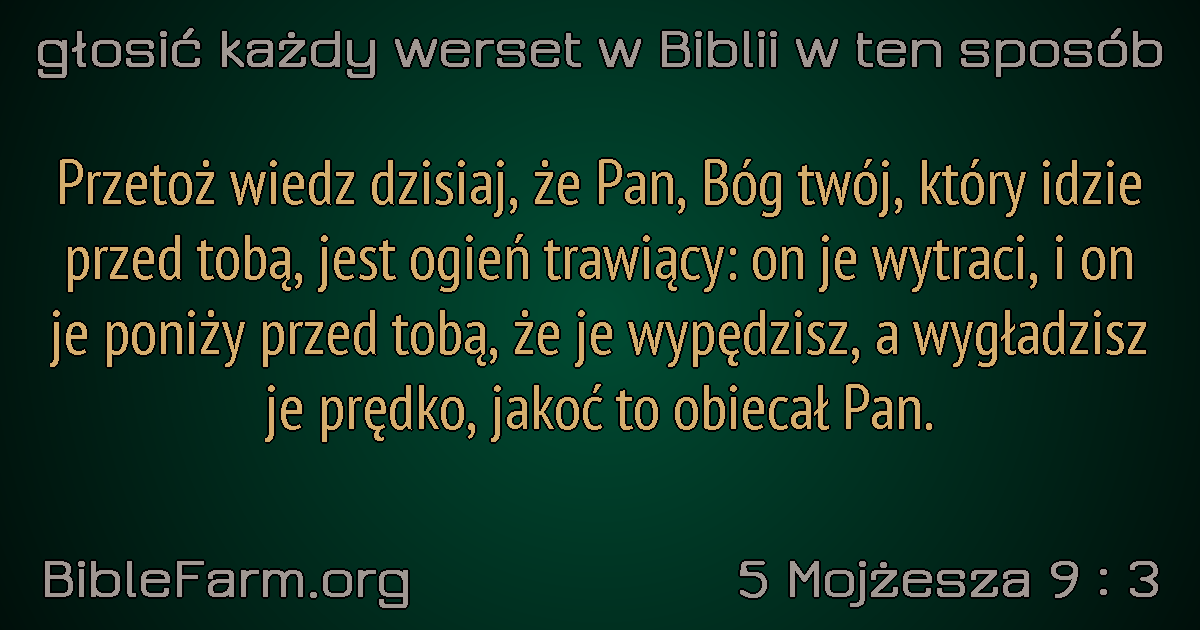 głosić każdy werset w Biblii w ten sposób
Przetoż wiedz dzisiaj, że Pan, Bóg twój, który idzie
przed tobą, jest ogień trawiący: on je wytraci, i on
je poniży przed tobą, że je wypędzisz, a wygładzisz
je prędko, jakoć to obiecał Pan.
BibleFarm.org
5 Mojżesza 9 : 3